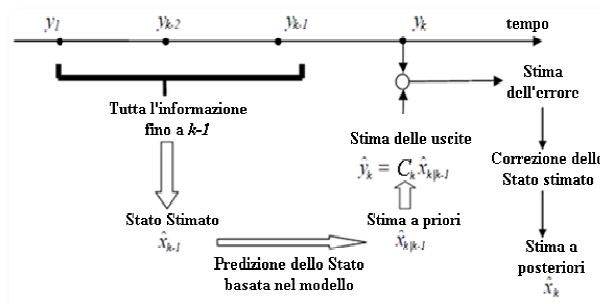 y₁ yₖ₋₂ yₖ₋₁ yₖ tempo
Tutta l'informazione
fino a k-1
Stima
dell'errore
Stima delle uscite
ŷₖ = Cₖ x̂ₖ|ₖ₋₁
Correzione dello
Stato stimato
Stato Stimato
x̂ₖ₋₁
Stima a priori
x̂ₖ|ₖ₋₁
Predizione dello Stato
basata nel modello
Stima a
posteriori
x̂ₖ